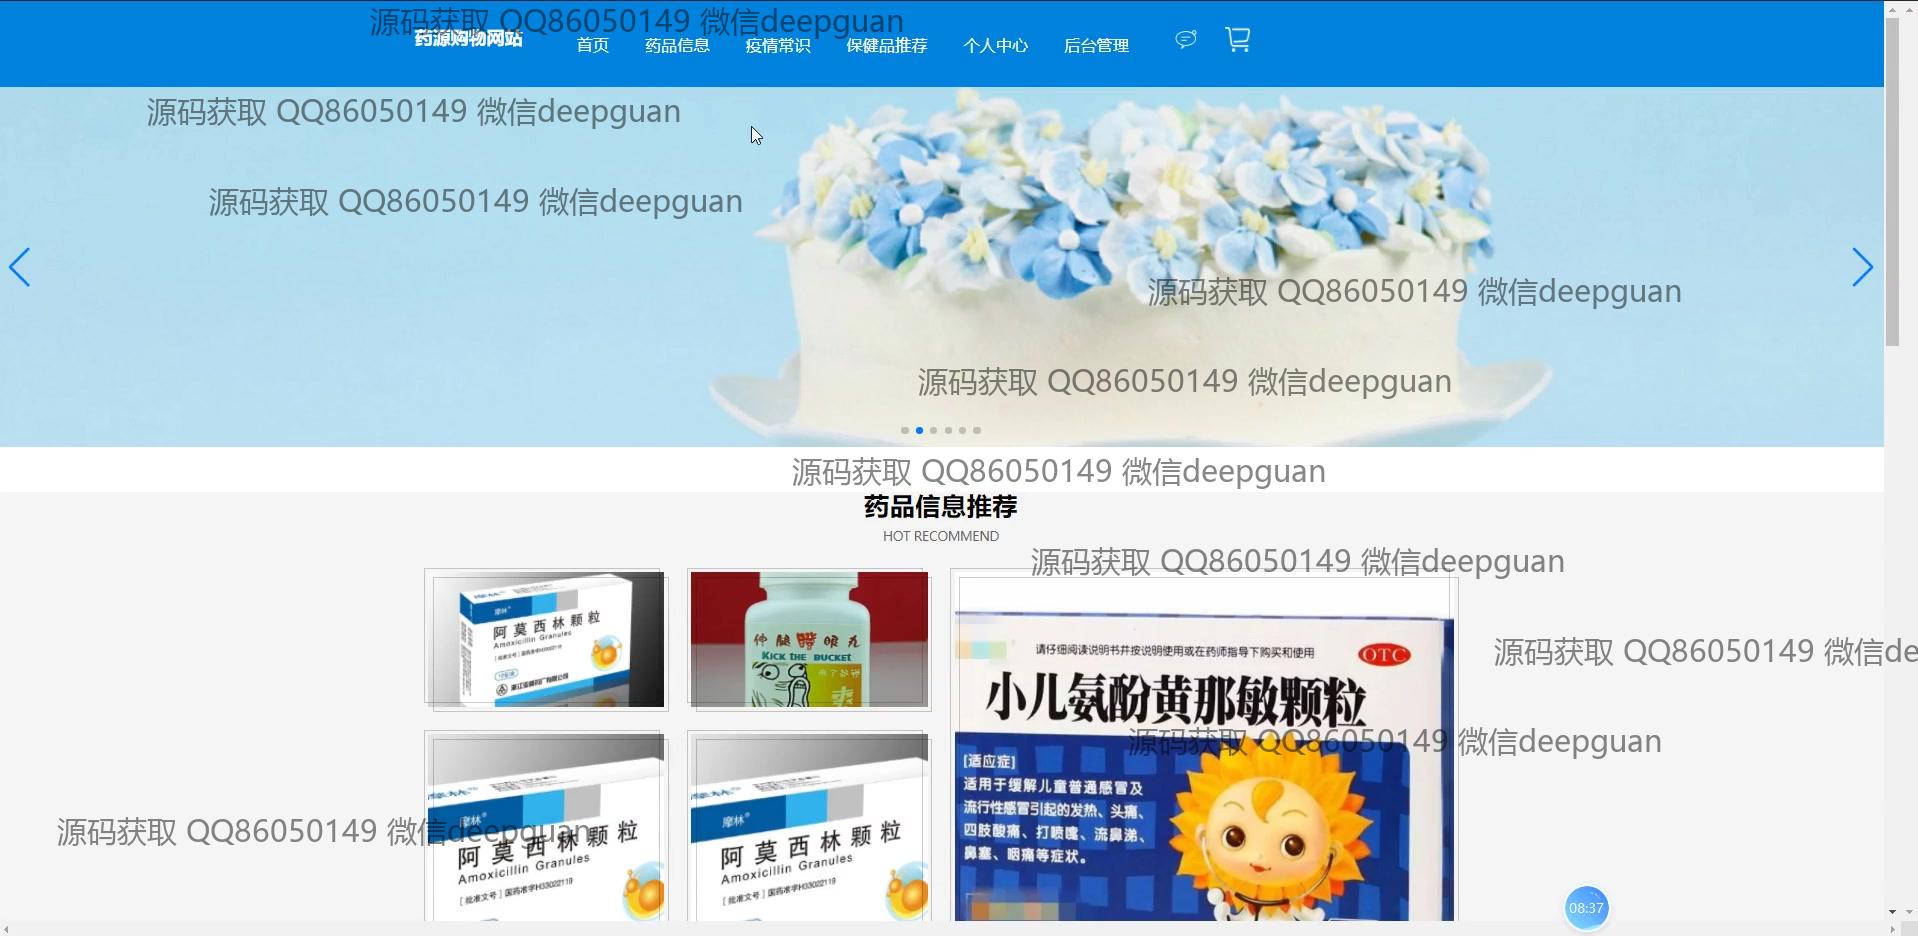 源码获取 QQ86050149 微信deepguan
药源购物网站 首页 药品信息 疫情常识 保健品推荐 个人中心 后台管理
源码获取 QQ86050149 微信deepguan
源码获取 QQ86050149 微信deepguan
源码获取 QQ86050149 微信deepguan
源码获取 QQ86050149 微信deepguan
源码获取 QQ86050149 微信deepguan
药品信息推荐
HOT RECOMMEND
源码获取 QQ86050149 微信deepguan
摩林
阿莫西林颗粒
Amoxicillin Granules
[批准文号] 国药准字H33022119
KICK THE BUCKET
请仔细阅读说明书并按说明使用或在药师指导下购买和使用
OTC
小儿氨酚黄那敏颗粒
源码获取 QQ86050149 微信de
源码获取 QQ86050149 微信deepguan
[适应症]
适用于缓解儿童普通感冒及
流行性感冒引起的发热、头痛、
四肢酸痛、打喷嚏、流鼻涕、
鼻塞、咽痛等症状。
摩林
阿莫西林颗粒
Amoxicillin Granules
[批准文号] 国药准字H33022119
摩林
阿莫西林颗粒
Amoxicillin Granules
[批准文号] 国药准字H33022119
源码获取 QQ86050149 微信deepguan
08:37